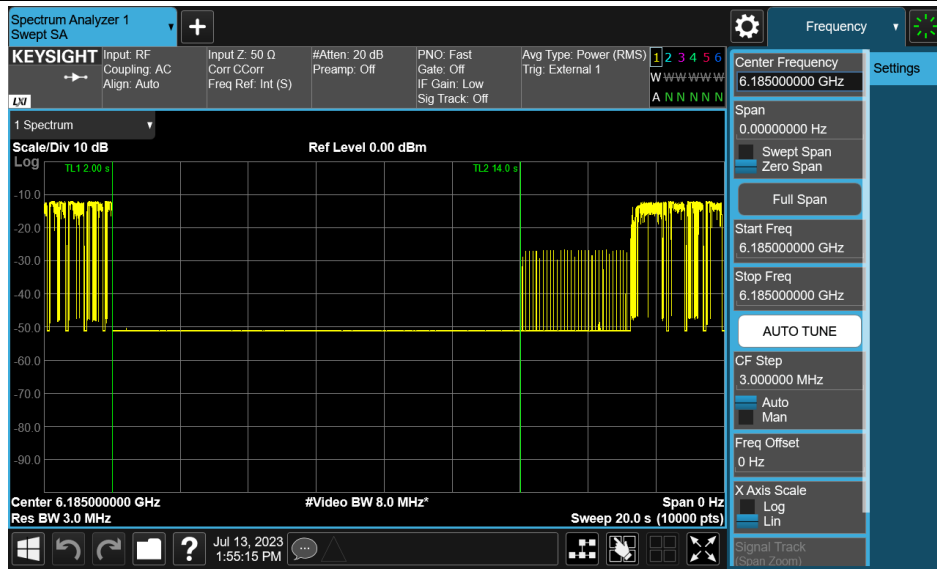 Spectrum Analyzer 1
Swept SA
+
Frequency
KEYSIGHT
LXI
Input: RF
Coupling: AC
Align: Auto
Input Z: 50 Ω
Corr CCorr
Freq Ref: Int (S)
#Atten: 20 dB
Preamp: Off
PNO: Fast
Gate: Off
IF Gain: Low
Sig Track: Off
Avg Type: Power (RMS)
Trig: External 1
1 2 3 4 5 6
W W W W W W
A N N N N N
1 Spectrum
Scale/Div 10 dB
Ref Level 0.00 dBm
Log
TL1 2.00 s
TL2 14.0 s
-10.0
-20.0
-30.0
-40.0
-50.0
-60.0
-70.0
-80.0
-90.0
Center 6.185000000 GHz
#Video BW 8.0 MHz*
Span 0 Hz
Res BW 3.0 MHz
Sweep 20.0 s (10000 pts)
Center Frequency
6.185000000 GHz
Settings
Span
0.00000000 Hz
Swept Span
Zero Span
Full Span
Start Freq
6.185000000 GHz
Stop Freq
6.185000000 GHz
AUTO TUNE
CF Step
3.000000 MHz
Auto
Man
Freq Offset
0 Hz
X Axis Scale
Log
Lin
Signal Track
(Span Zoom)
?
Jul 13, 2023
1:55:15 PM